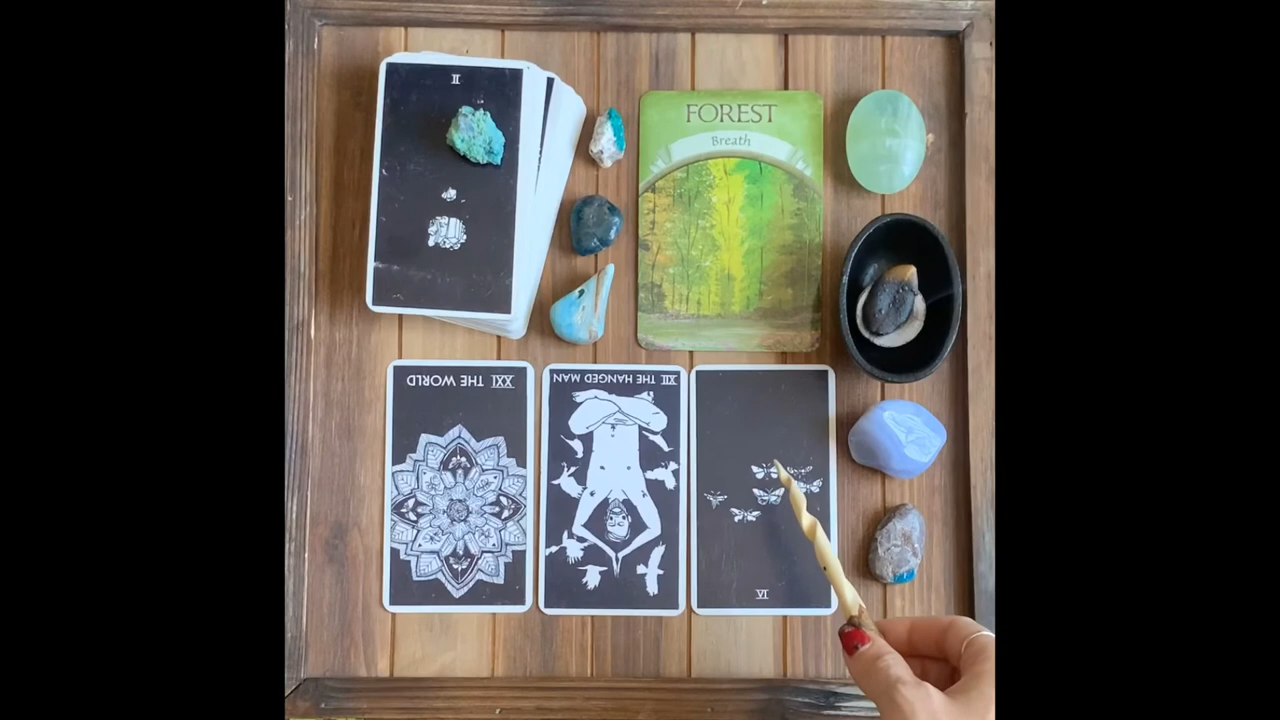 II
FOREST
Breath
XXI THE WORLD
XII THE HANGED MAN
VI